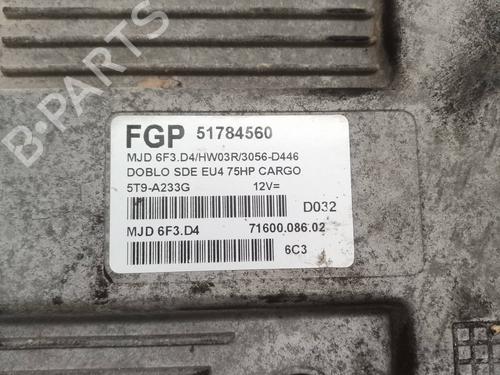 FGP 51784560
MJD 6F3.D4/HW03R/3056-D446
DOBLO SDE EU4 75HP CARGO
5T9-A233G 12V=
D032
MJD 6F3.D4 71600.086.02
6C3
B-PARTS